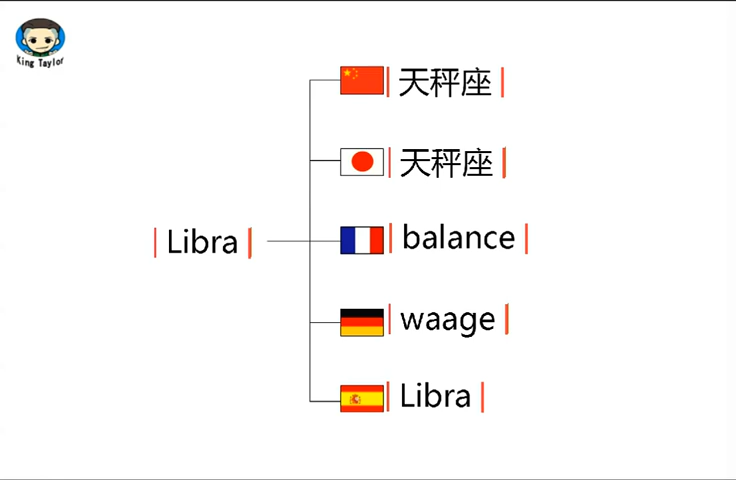 King Taylor
天秤座
天秤座
Libra
balance
waage
Libra